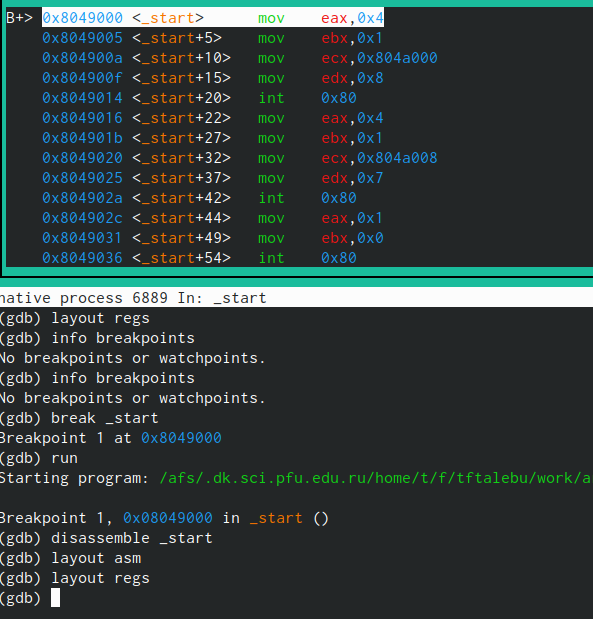 B+> 0x8049000 <_start> mov eax,0x4
0x8049005 <_start+5> mov ebx,0x1
0x804900a <_start+10> mov ecx,0x804a000
0x804900f <_start+15> mov edx,0x8
0x8049014 <_start+20> int 0x80
0x8049016 <_start+22> mov eax,0x4
0x804901b <_start+27> mov ebx,0x1
0x8049020 <_start+32> mov ecx,0x804a008
0x8049025 <_start+37> mov edx,0x7
0x804902a <_start+42> int 0x80
0x804902c <_start+44> mov eax,0x1
0x8049031 <_start+49> mov ebx,0x0
0x8049036 <_start+54> int 0x80
native process 6889 In: _start
(gdb) layout regs
(gdb) info breakpoints
No breakpoints or watchpoints.
(gdb) info breakpoints
No breakpoints or watchpoints.
(gdb) break _start
Breakpoint 1 at 0x8049000
(gdb) run
Starting program: /afs/.dk.sci.pfu.edu.ru/home/t/f/tftalebu/work/a
Breakpoint 1, 0x08049000 in _start ()
(gdb) disassemble _start
(gdb) layout asm
(gdb) layout regs
(gdb)